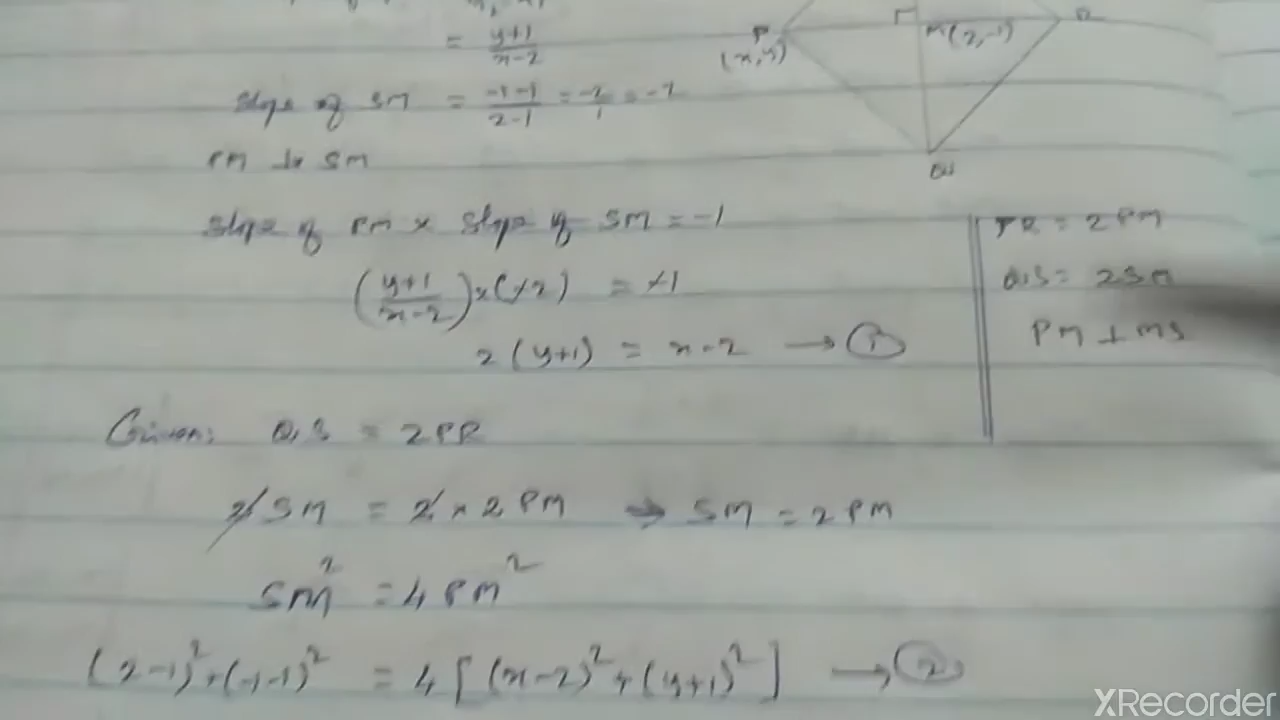 P
(x,y)
M(2,-1)
R
= y+1/x-2
Slope of SM = -1-1/2-1 = -2/1 = -2
PM ⊥r SM
Slope of PM x Slope of SM = -1
(y+1/x-2) x (-2) = -1
2(y+1) = x-2 → ①
PR = 2PM
QS = 2SM
PM ⊥ MS
Given: QS = 2PR
2SM = 2 x 2PM ⇒ SM = 2PM
SM² = 4PM²
(2-1)²+(-1-1)² = 4[(x-2)²+(y+1)²] → ②
XRecorder